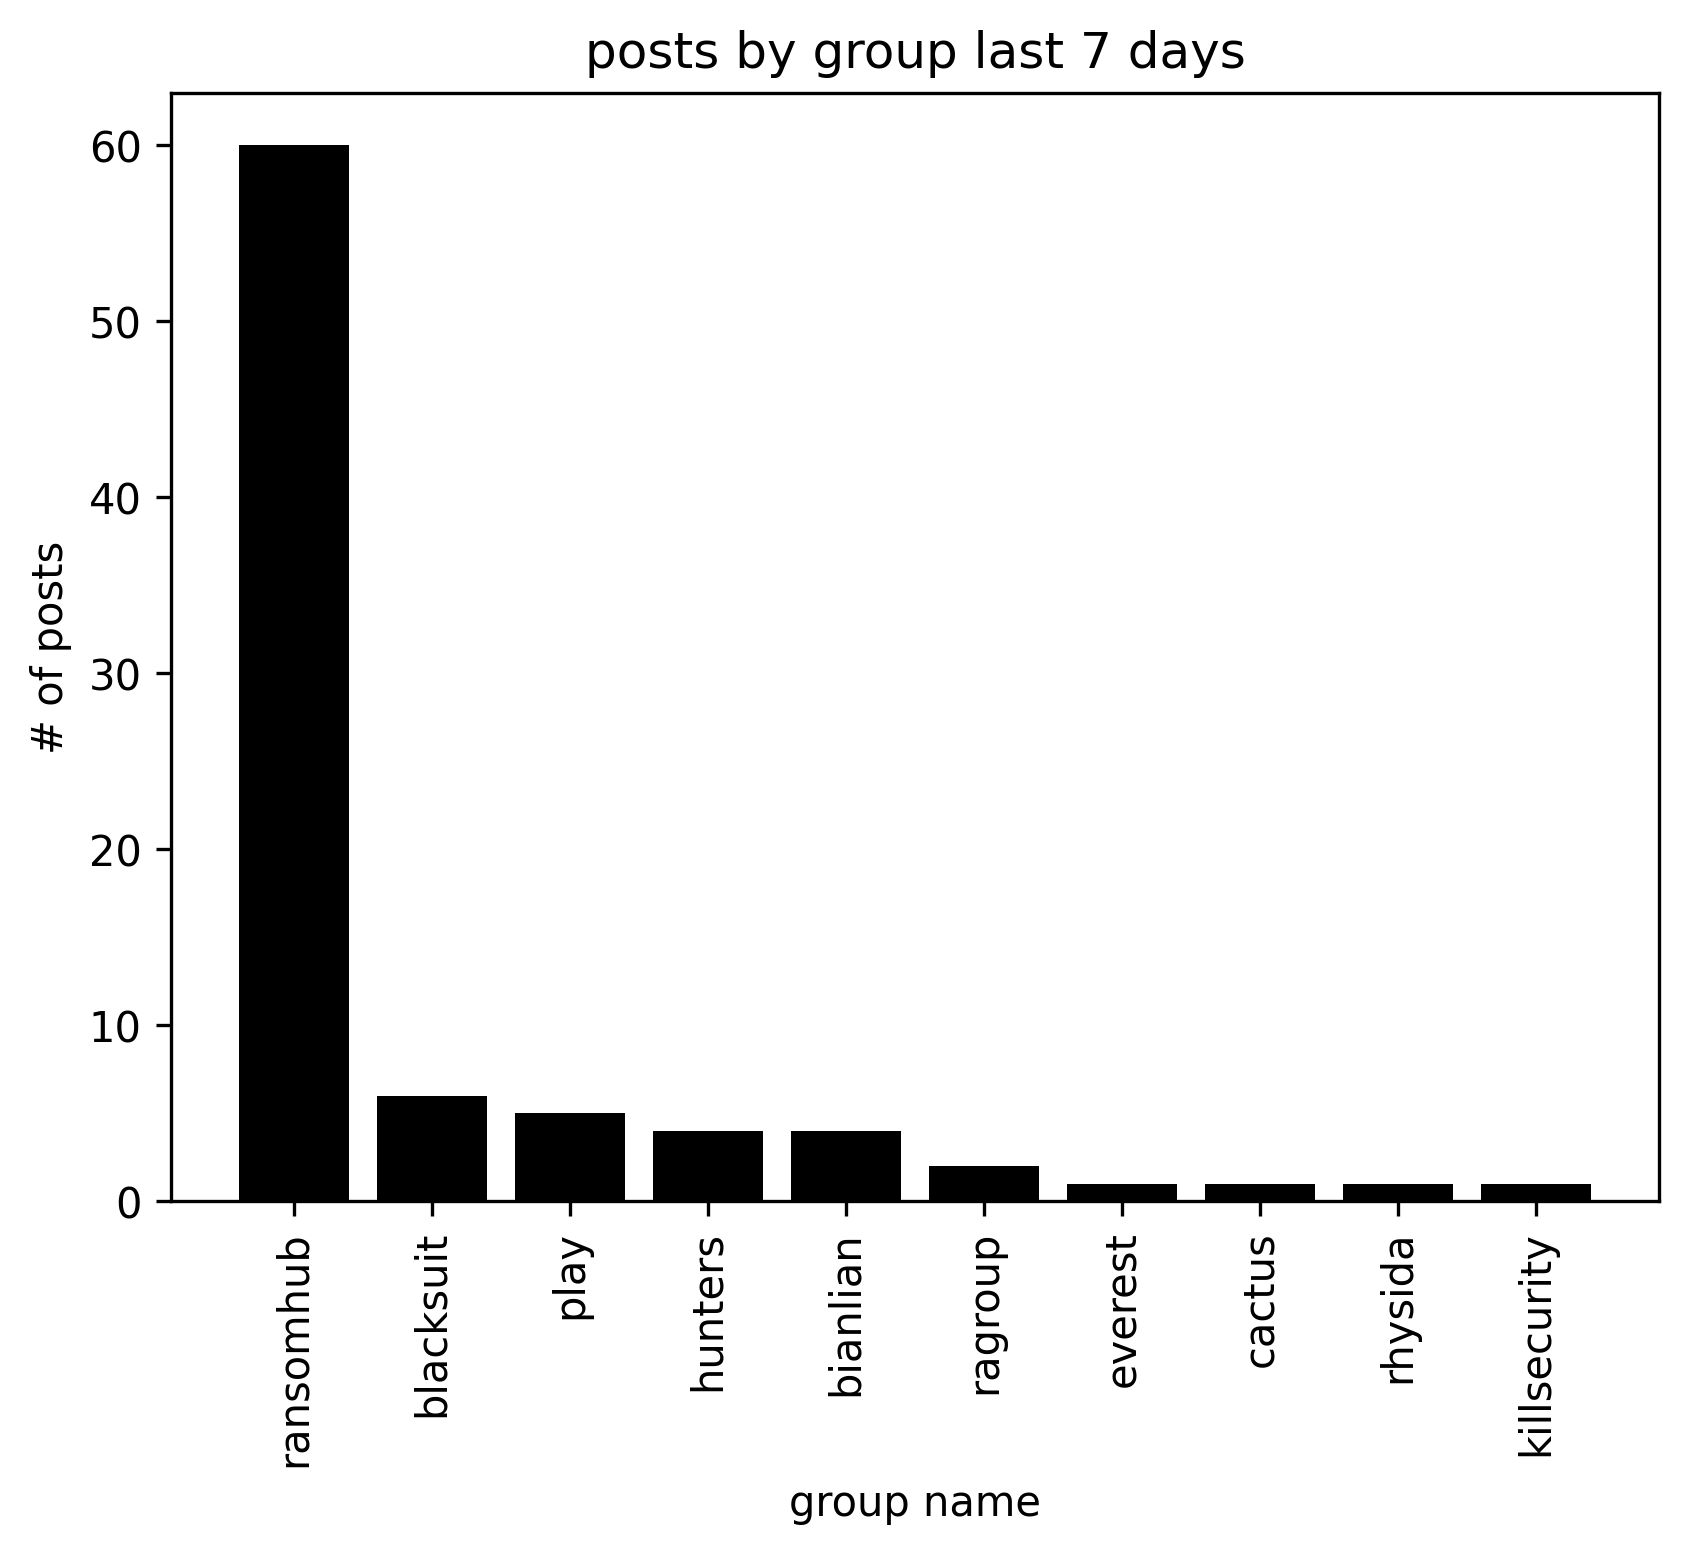 posts by group last 7 days
# of posts
60
50
40
30
20
10
0
ransomhub
blacksuit
play
hunters
bianlian
ragroup
everest
cactus
rhysida
killsecurity
group name